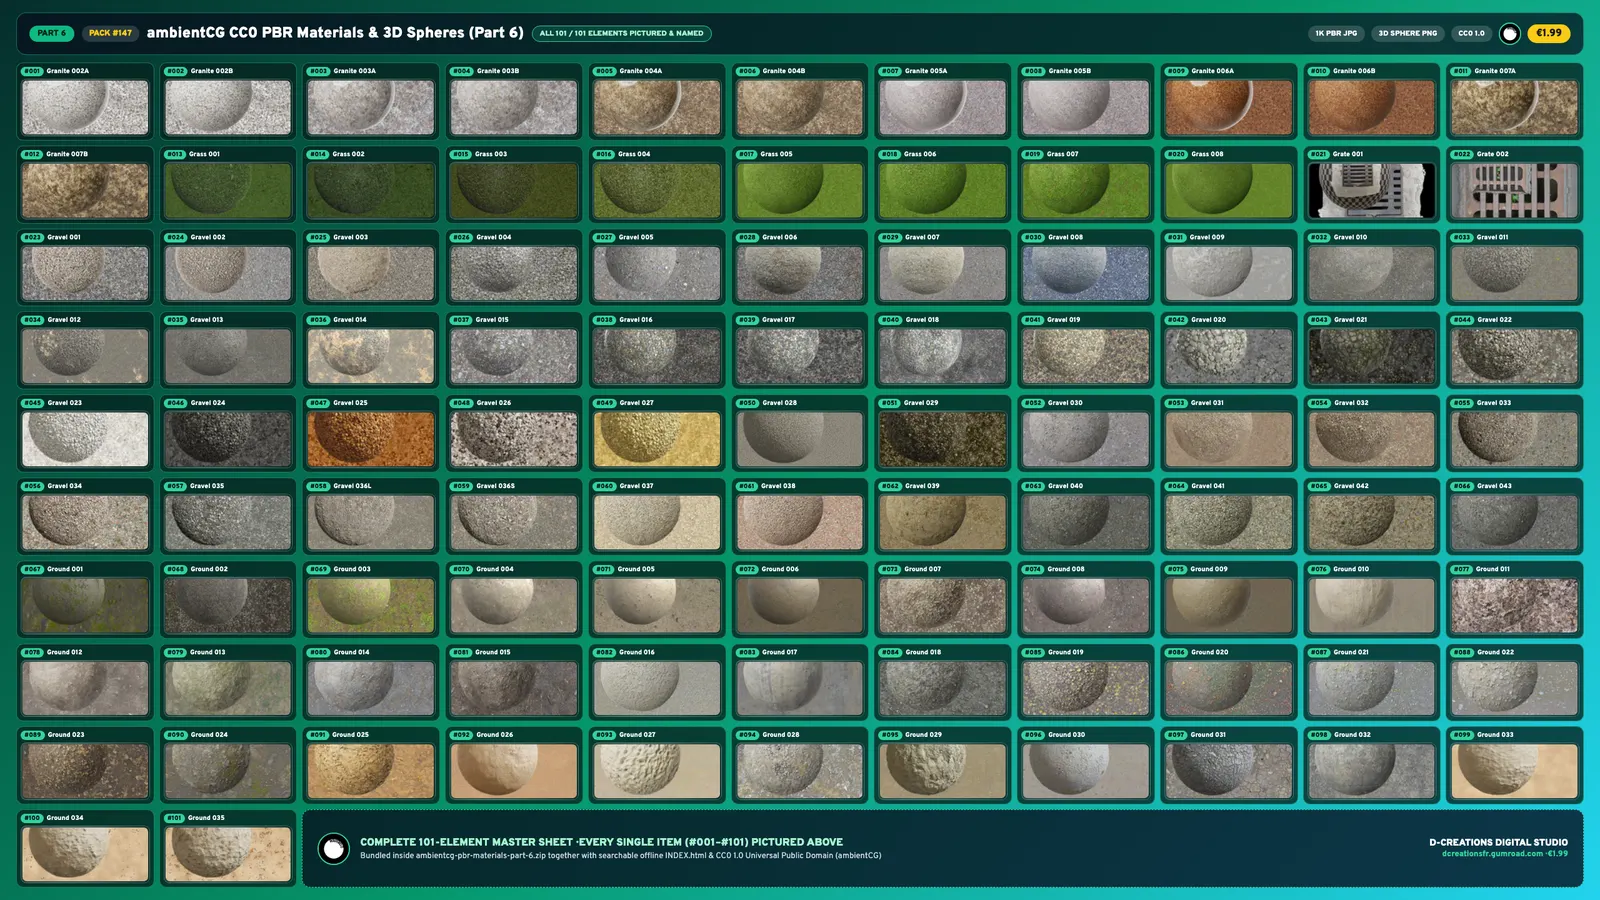 PART 6 PACK #147 ambientCG CC0 PBR Materials & 3D Spheres (Part 6) ALL 101 / 101 ELEMENTS PICTURED & NAMED 1K PBR JPG 3D SPHERE PNG CC0 1.0 €1.99
#001 Granite 002A #002 Granite 002B #003 Granite 003A #004 Granite 003B #005 Granite 004A #006 Granite 004B #007 Granite 005A #008 Granite 005B #009 Granite 006A #010 Granite 006B #011 Granite 007A
#012 Granite 007B #013 Grass 001 #014 Grass 002 #015 Grass 003 #016 Grass 004 #017 Grass 005 #018 Grass 006 #019 Grass 007 #020 Grass 008 #021 Grate 001 #022 Grate 002
#023 Gravel 001 #024 Gravel 002 #025 Gravel 003 #026 Gravel 004 #027 Gravel 005 #028 Gravel 006 #029 Gravel 007 #030 Gravel 008 #031 Gravel 009 #032 Gravel 010 #033 Gravel 011
#034 Gravel 012 #035 Gravel 013 #036 Gravel 014 #037 Gravel 015 #038 Gravel 016 #039 Gravel 017 #040 Gravel 018 #041 Gravel 019 #042 Gravel 020 #043 Gravel 021 #044 Gravel 022
#045 Gravel 023 #046 Gravel 024 #047 Gravel 025 #048 Gravel 026 #049 Gravel 027 #050 Gravel 028 #051 Gravel 029 #052 Gravel 030 #053 Gravel 031 #054 Gravel 032 #055 Gravel 033
#056 Gravel 034 #057 Gravel 035 #058 Gravel 036L #059 Gravel 036S #060 Gravel 037 #061 Gravel 038 #062 Gravel 039 #063 Gravel 040 #064 Gravel 041 #065 Gravel 042 #066 Gravel 043
#067 Ground 001 #068 Ground 002 #069 Ground 003 #070 Ground 004 #071 Ground 005 #072 Ground 006 #073 Ground 007 #074 Ground 008 #075 Ground 009 #076 Ground 010 #077 Ground 011
#078 Ground 012 #079 Ground 013 #080 Ground 014 #081 Ground 015 #082 Ground 016 #083 Ground 017 #084 Ground 018 #085 Ground 019 #086 Ground 020 #087 Ground 021 #088 Ground 022
#089 Ground 023 #090 Ground 024 #091 Ground 025 #092 Ground 026 #093 Ground 027 #094 Ground 028 #095 Ground 029 #096 Ground 030 #097 Ground 031 #098 Ground 032 #099 Ground 033
#100 Ground 034 #101 Ground 035
COMPLETE 101-ELEMENT MASTER SHEET · EVERY SINGLE ITEM (#001–#101) PICTURED ABOVE
Bundled inside ambientcg-pbr-materials-part-6.zip together with searchable offline INDEX.html & CC0 1.0 Universal Public Domain (ambientCG)
D-CREATIONS DIGITAL STUDIO
dcreationsfr.gumroad.com · €1.99